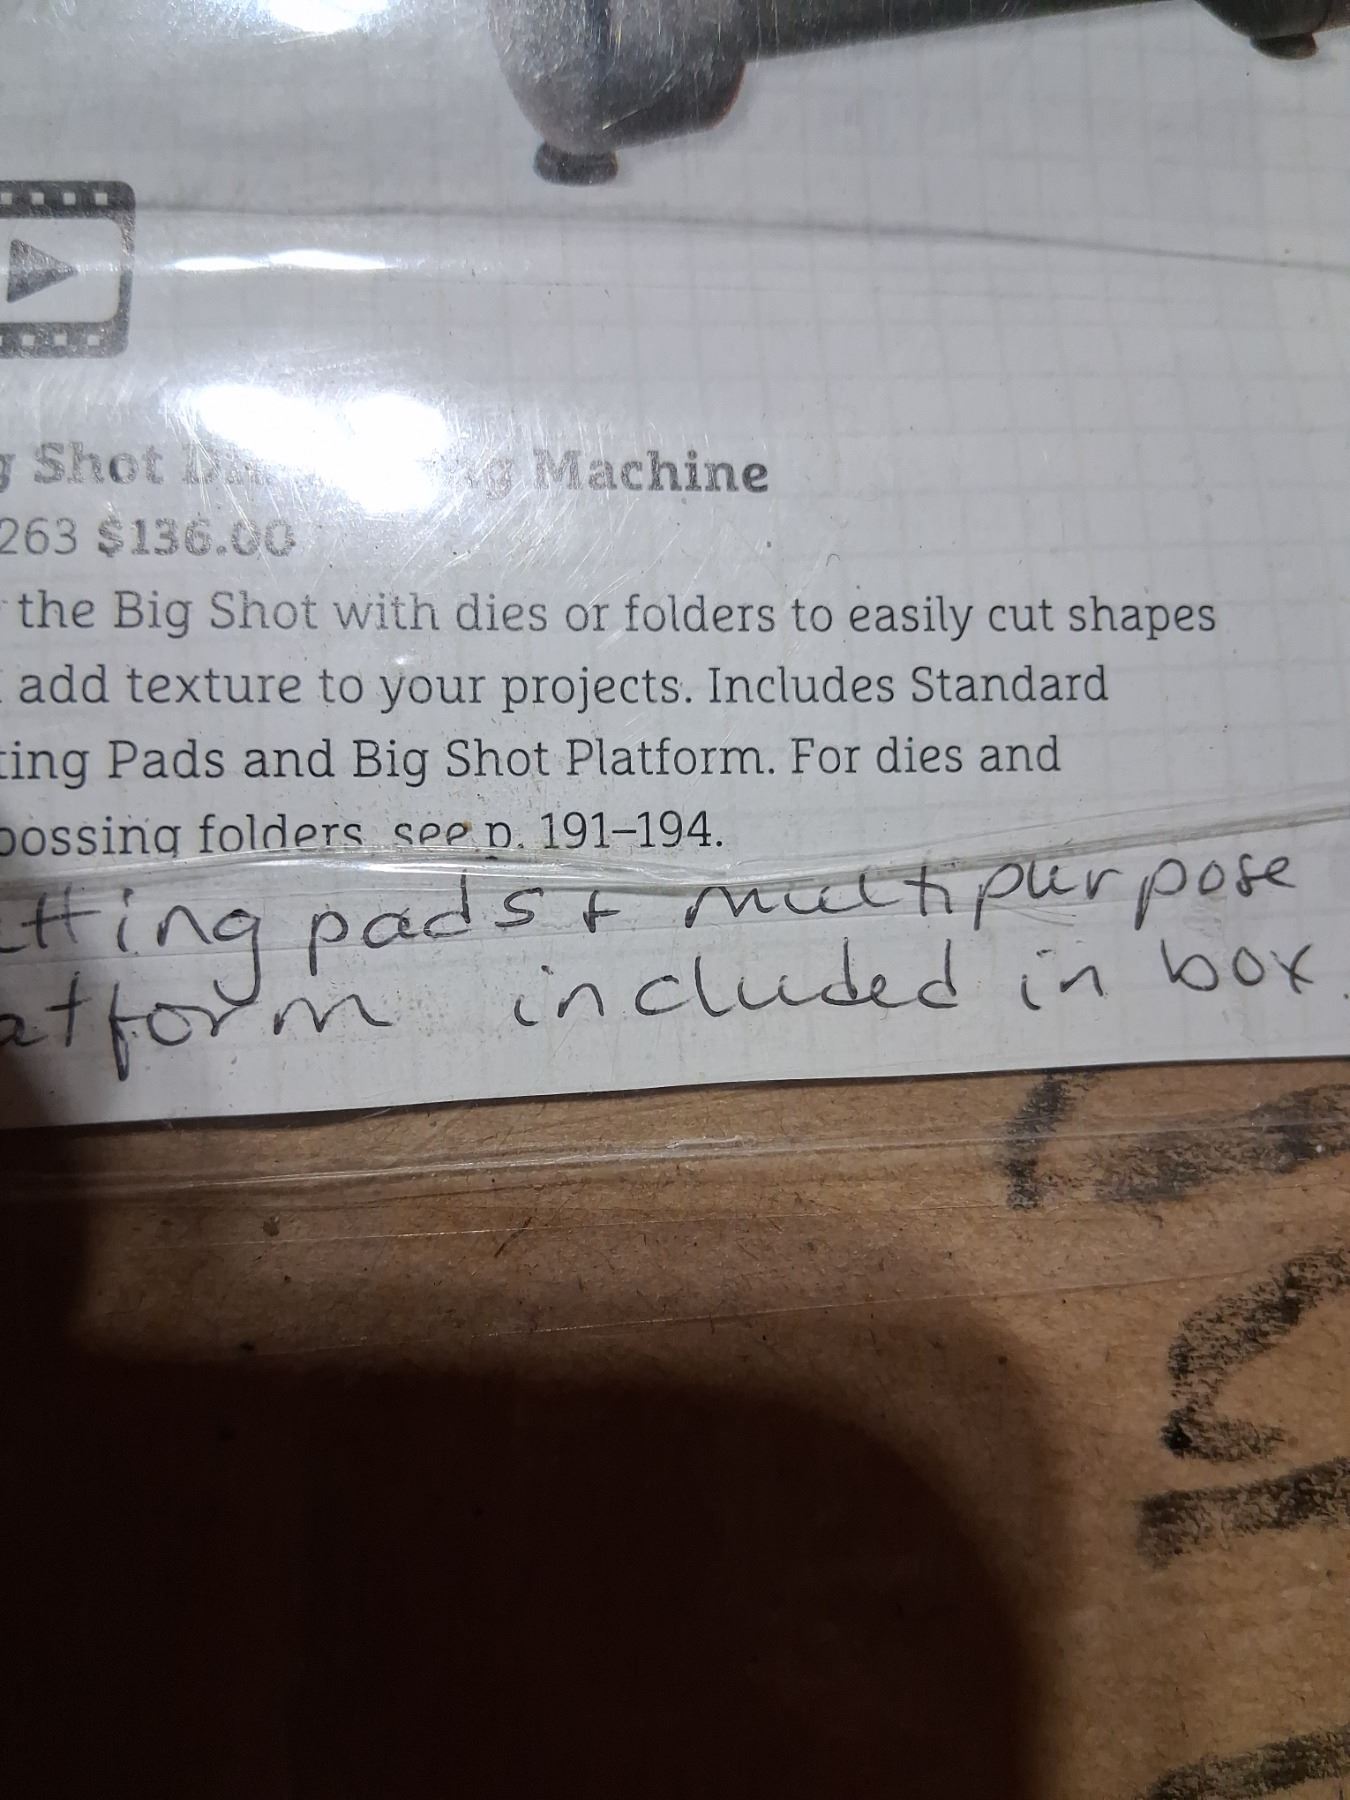 Shot Machine
263 $136.00
the Big Shot with dies or folders to easily cut shapes
add texture to your projects. Includes Standard
ting Pads and Big Shot Platform. For dies and
bossing folders, see p. 191–194.
tting pads + multipurpose
atform included in box.